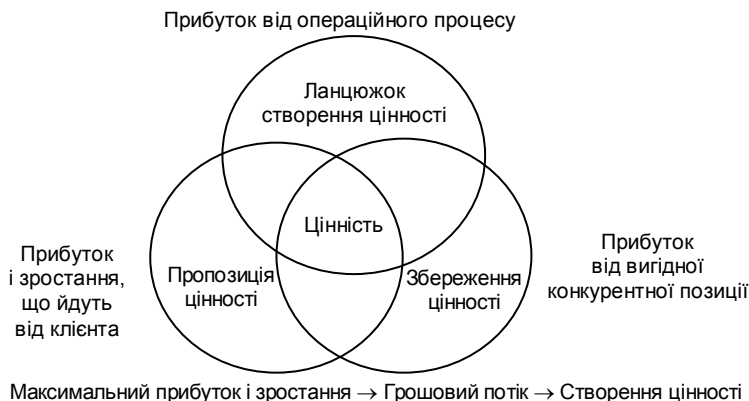 Прибуток від операційного процесу
Ланцюжок
створення цінності
Цінність
Прибуток
і зростання,
що йдуть
від клієнта
Пропозиція
цінності
Збереження
цінності
Прибуток
від вигідної
конкурентної позиції
Максимальний прибуток і зростання → Грошовий потік → Створення цінності